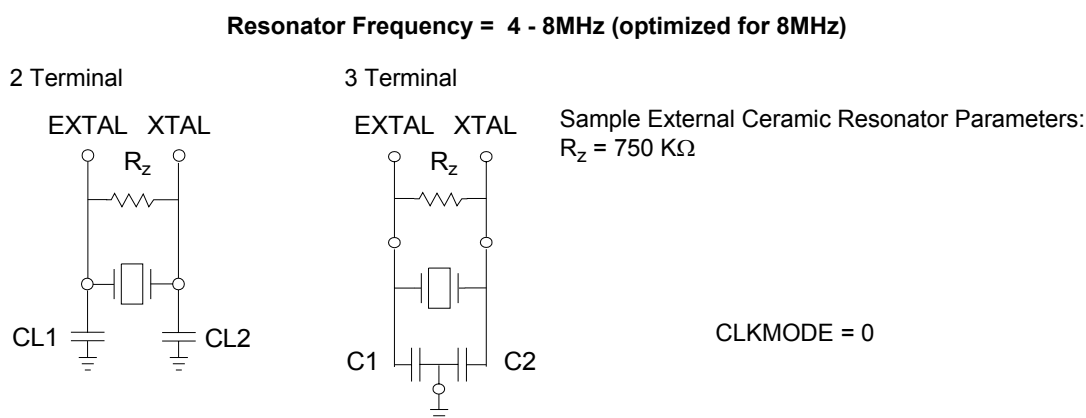 Resonator Frequency = 4 - 8MHz (optimized for 8MHz)
2 Terminal
EXTAL XTAL
Rz
CL1
CL2
3 Terminal
EXTAL XTAL
Rz
C1
C2
Sample External Ceramic Resonator Parameters:
Rz = 750 KΩ
CLKMODE = 0